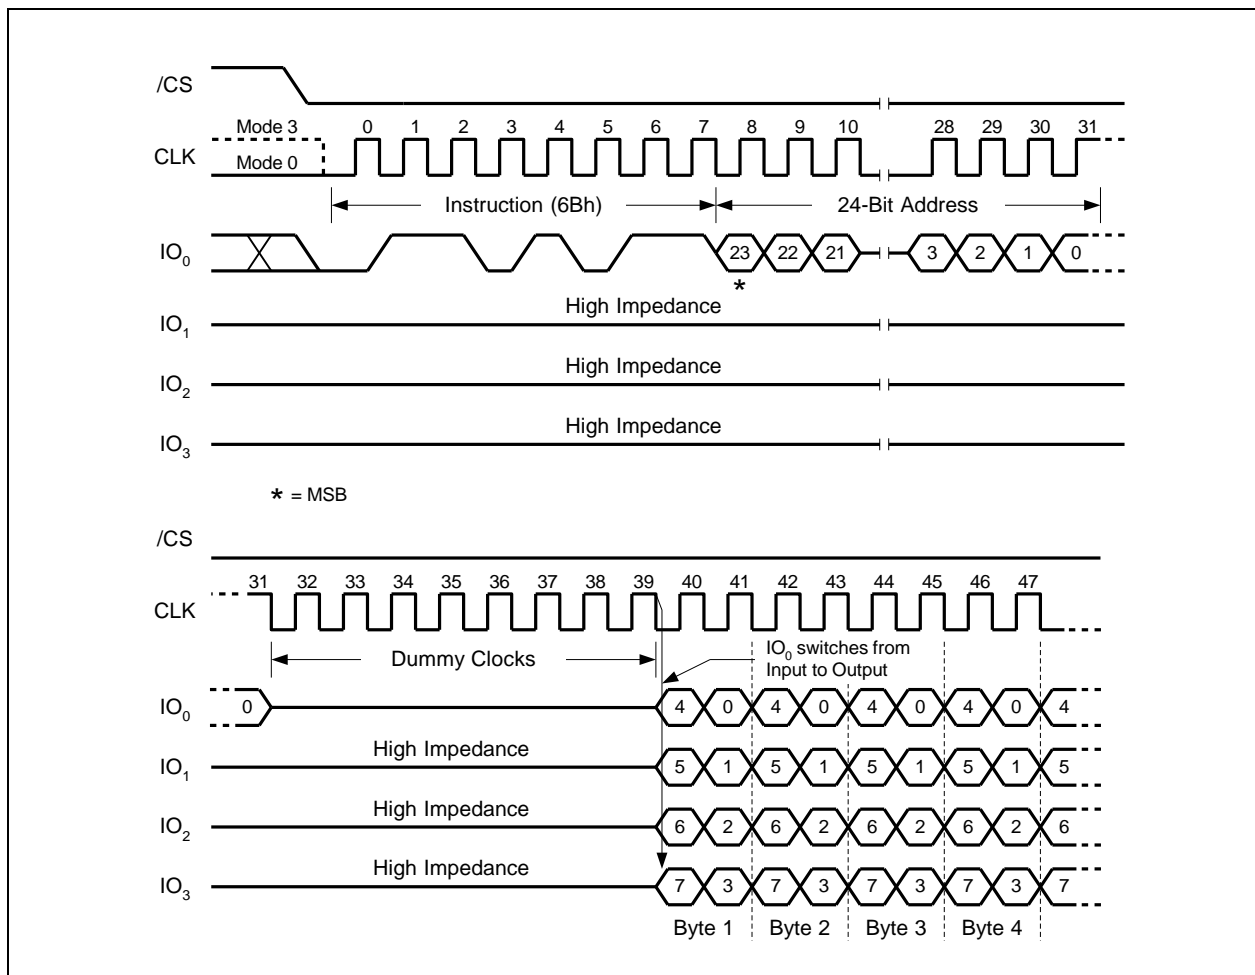 /CS
Mode 3 0 1 2 3 4 5 6 7 8 9 10 28 29 30 31
CLK
Mode 0
Instruction (6Bh) 24-Bit Address
IO0 23 22 21 3 2 1 0
*
High Impedance
IO1
High Impedance
IO2
High Impedance
IO3
* = MSB
/CS
31 32 33 34 35 36 37 38 39 40 41 42 43 44 45 46 47
CLK
IO0 switches from
Dummy Clocks Input to Output
IO0 0 4 0 4 0 4 0 4 0 4
High Impedance
IO1 5 1 5 1 5 1 5 1 5
High Impedance
IO2 6 2 6 2 6 2 6 2 6
High Impedance
IO3 7 3 7 3 7 3 7 3 7
Byte 1 Byte 2 Byte 3 Byte 4